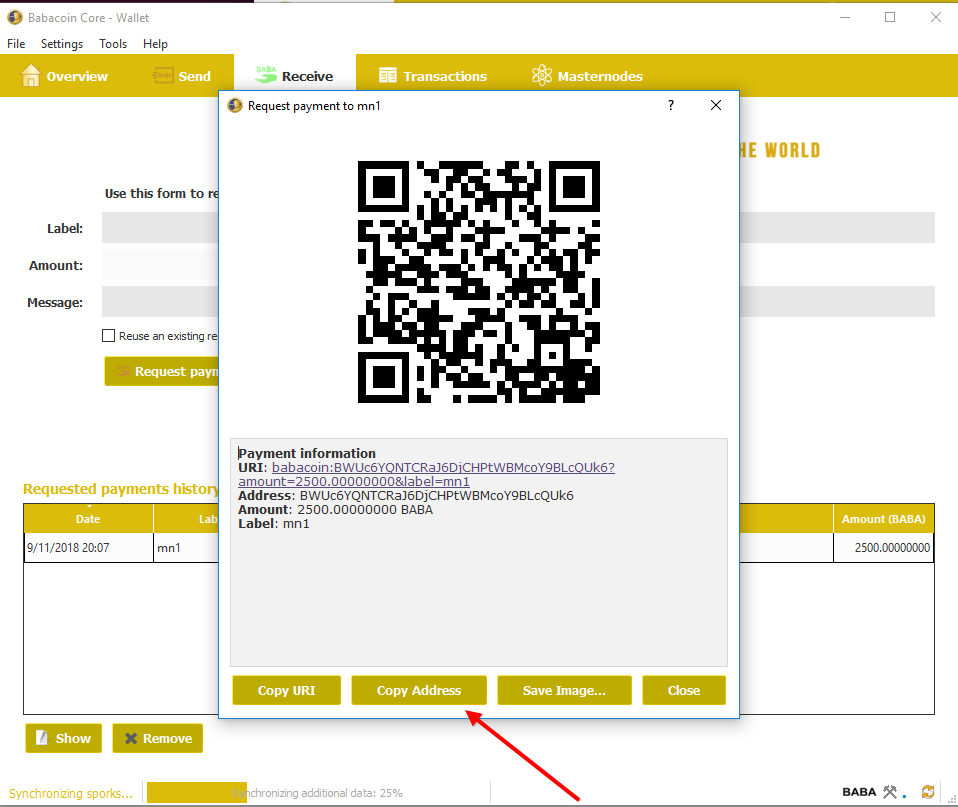 Babacoin Core - Wallet
File Settings Tools Help
Overview BABA Send BABA Receive Transactions Masternodes
Request payment to mn1 ?
HE WORLD
Use this form to re
Label:
Amount:
Message:
Reuse an existing re
Request paym
Payment information
URI: babacoin:BWUc6YQNTCRaJ6DjCHPtWBMcoY9BLcQUk6?
amount=2500.00000000&label=mn1
Address: BWUc6YQNTCRaJ6DjCHPtWBMcoY9BLcQUk6
Amount: 2500.00000000 BABA
Label: mn1
Requested payments history
Date Lab Amount (BABA)
9/11/2018 20:07 mn1 2500.00000000
Copy URI Copy Address Save Image... Close
Show Remove
Synchronizing sporks... Synchronizing additional data: 25% BABA